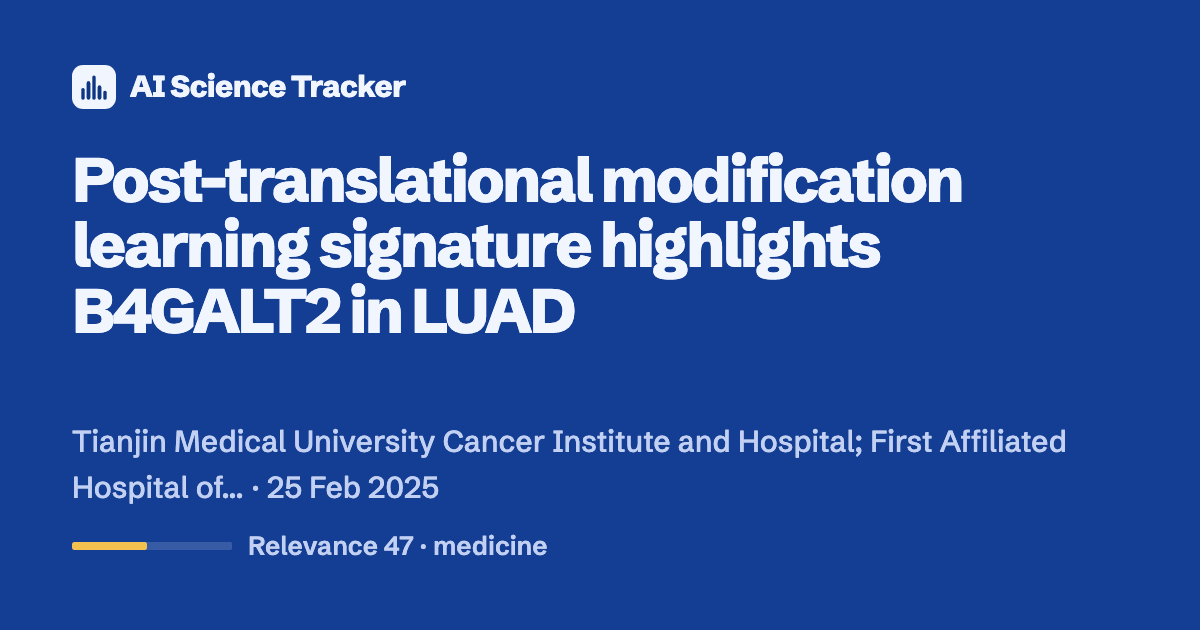 AI Science Tracker
Post-translational modification
learning signature highlights
B4GALT2 in LUAD
Tianjin Medical University Cancer Institute and Hospital; First Affiliated
Hospital of... · 25 Feb 2025
Relevance 47 · medicine